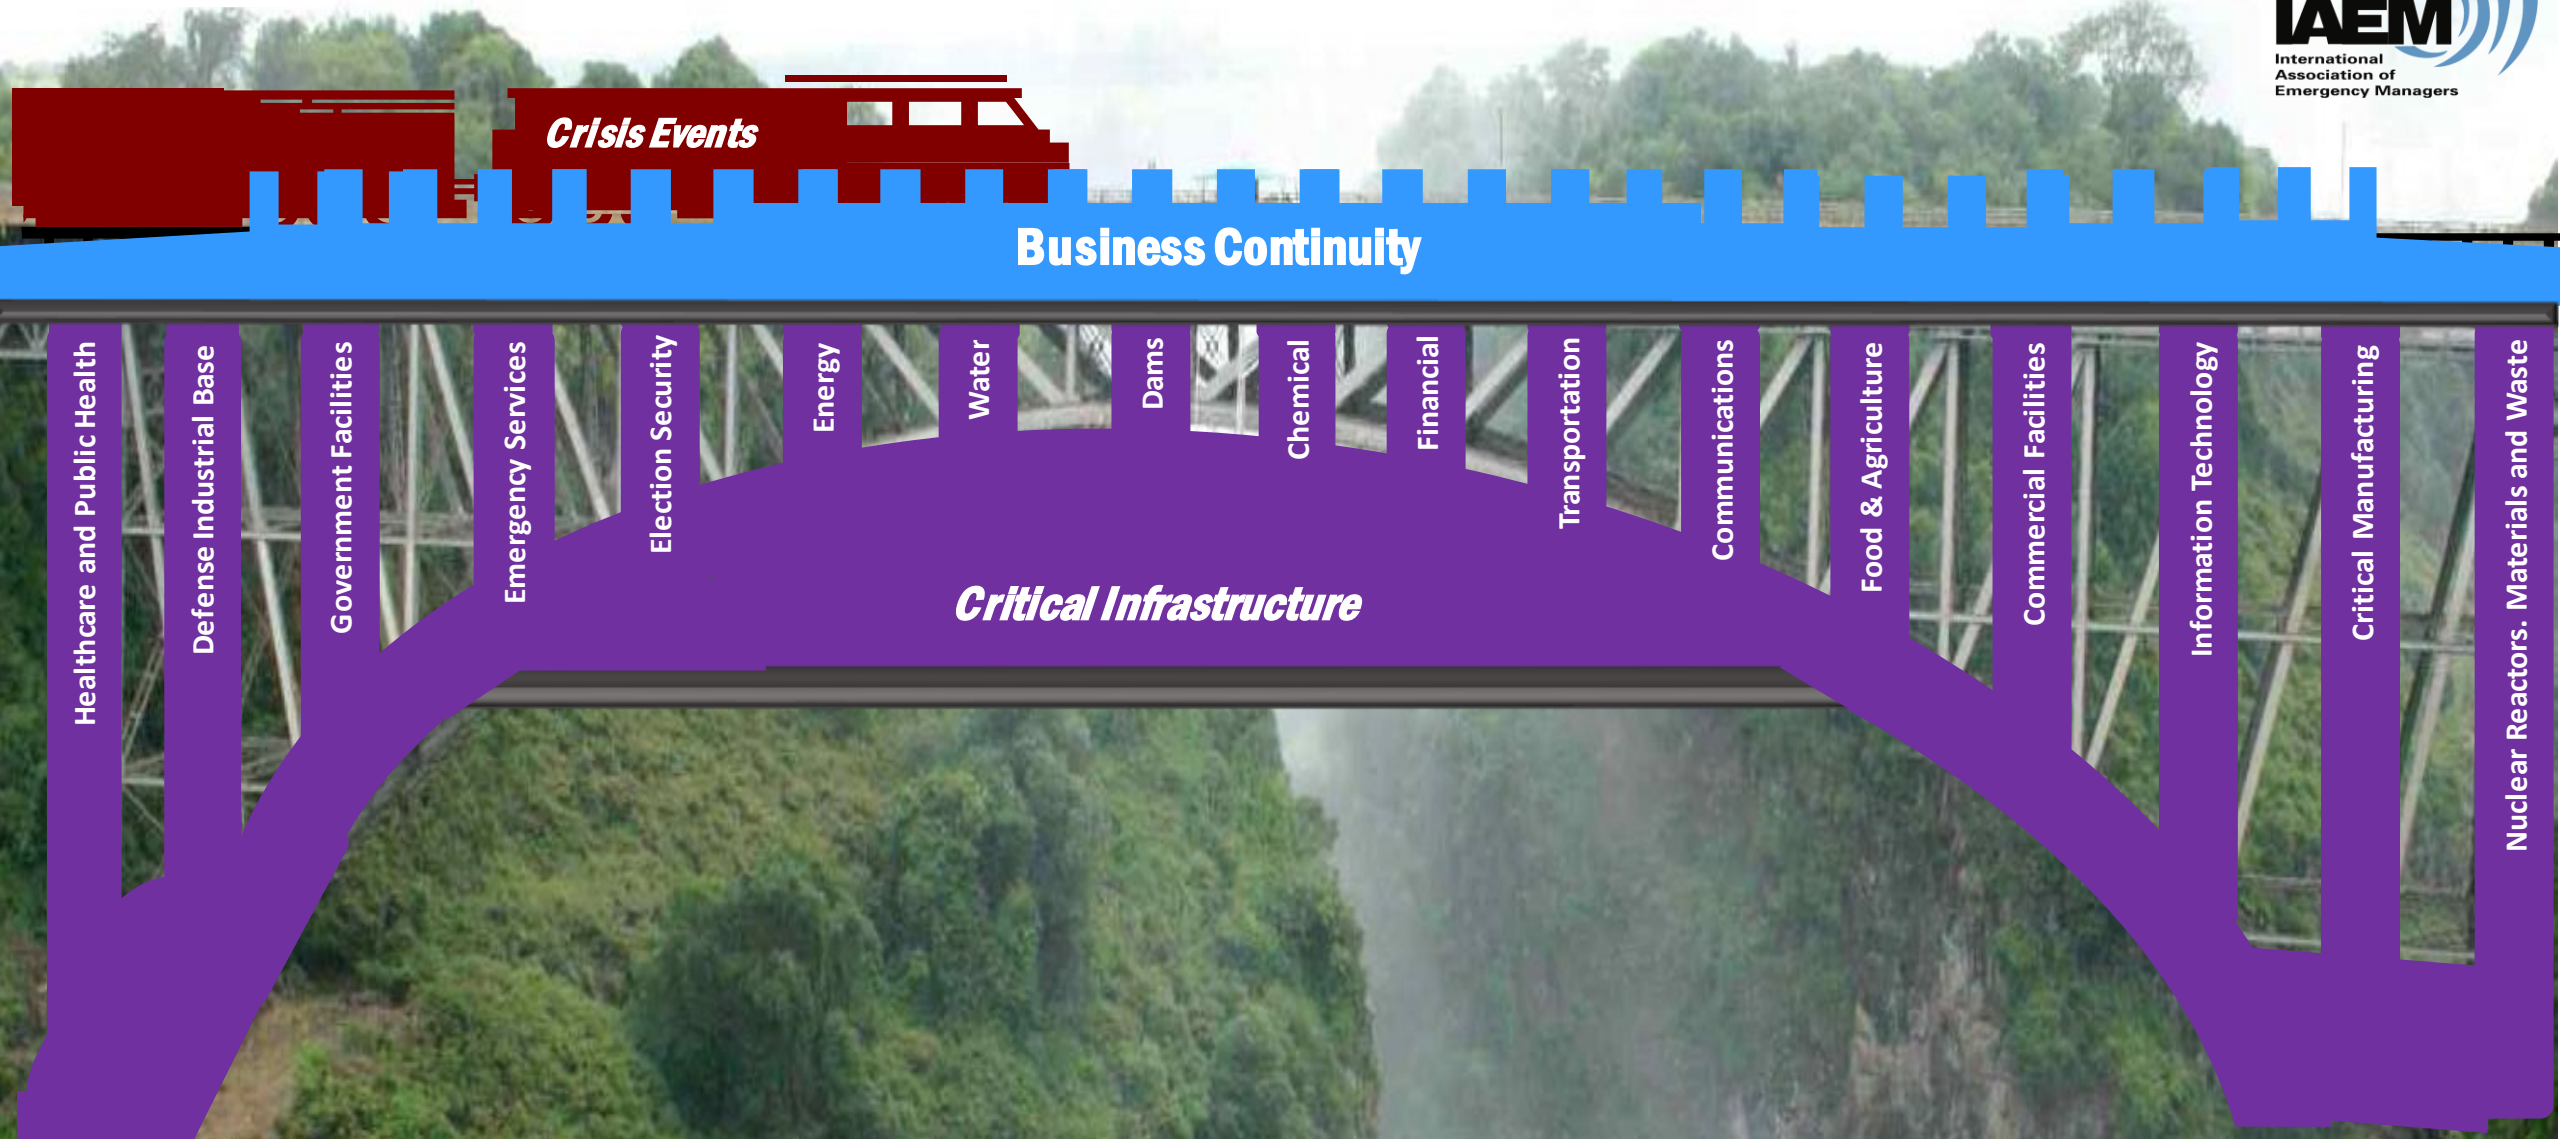 IAEM
International
Association of
Emergency Managers
Crisis Events
Business Continuity
Healthcare and Public Health
Defense Industrial Base
Government Facilities
Emergency Services
Election Security
Energy
Water
Dams
Chemical
Financial
Transportation
Communications
Food & Agriculture
Commercial Facilities
Information Technology
Critical Manufacturing
Nuclear Reactors. Materials and Waste
Critical Infrastructure